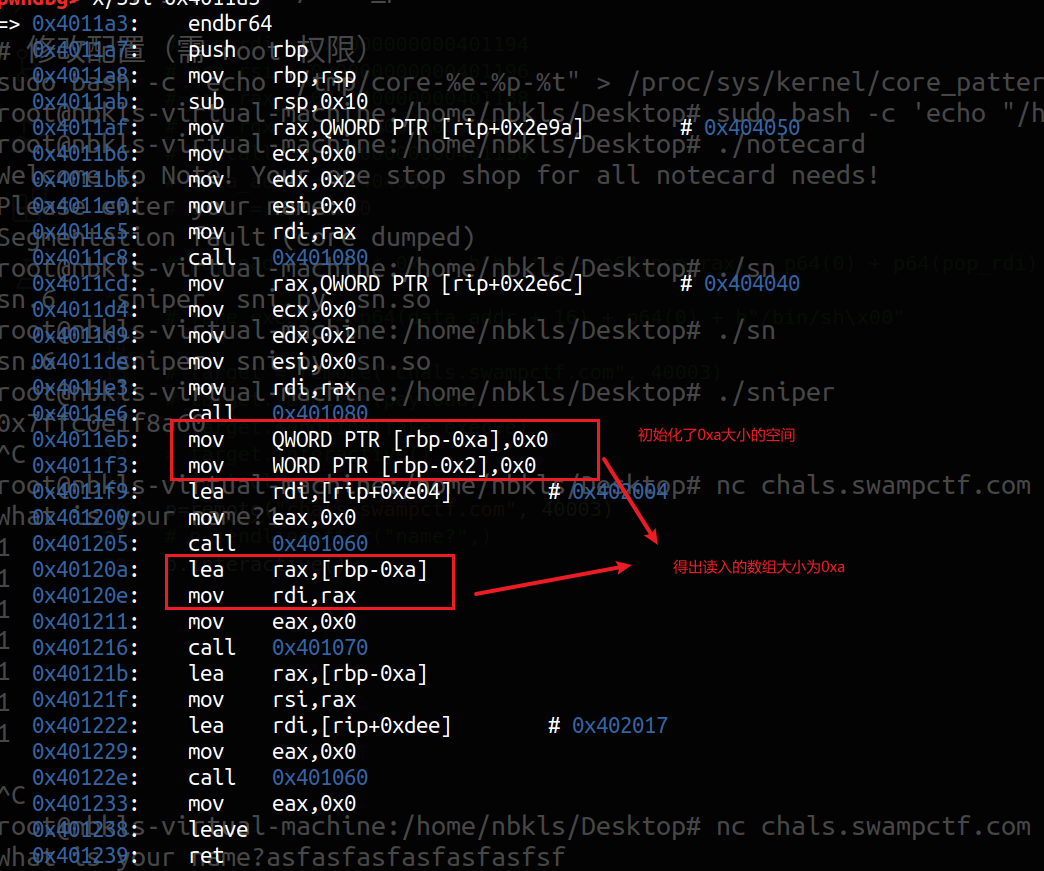 pwndbg> x/35i 0x4011a3
=> 0x4011a3: endbr64
# 修改配置（需 root 权限）
0x4011a7: push rbp
0x4011a8: mov rbp,rsp
sudo bash -c 'echo "/tmp/core-%e-%p-%t" > /proc/sys/kernel/core_patter
0x4011ab: sub rsp,0x10
root@nbkls-virtual-machine:/home/nbkls/Desktop# sudo bash -c 'echo "/h
0x4011af: mov rax,QWORD PTR [rip+0x2e9a] # 0x404050
root@nbkls-virtual-machine:/home/nbkls/Desktop# ./notecard
0x4011b6: mov ecx,0x0
Welcome to Note! Your one stop shop for all notecard needs!
0x4011bb: mov edx,0x2
Please enter your name:
0x4011c0: mov esi,0x0
0x4011c5: mov rdi,rax
Segmentation fault (core dumped)
0x4011c8: call 0x401080
root@nbkls-virtual-machine:/home/nbkls/Desktop# ./sn
0x4011cd: mov rax,QWORD PTR [rip+0x2e6c] # 0x404040
sn.6 sniper sni.py sn.so
0x4011d4: mov ecx,0x0
root@nbkls-virtual-machine:/home/nbkls/Desktop# ./sn
0x4011d9: mov edx,0x2
sn.6 sniper sni.py sn.so
0x4011de: mov esi,0x0
0x4011e3: mov rdi,rax
root@nbkls-virtual-machine:/home/nbkls/Desktop# ./sniper
0x4011e6: call 0x401080
0x7ffc0e1f8a60
0x4011eb: mov QWORD PTR [rbp-0xa],0x0
初始化了0xa大小的空间
^C
0x4011f3: mov WORD PTR [rbp-0x2],0x0
root@nbkls-virtual-machine:/home/nbkls/Desktop# nc chals.swampctf.com
0x4011f9: lea rdi,[rip+0xe04] # 0x402004
What is your name?1
0x401200: mov eax,0x0
1
0x401205: call 0x401060
1
0x40120a: lea rax,[rbp-0xa]
得出读入的数组大小为0xa
1
0x40120e: mov rdi,rax
1
0x401211: mov eax,0x0
1
0x401216: call 0x401070
1
0x40121b: lea rax,[rbp-0xa]
1
0x40121f: mov rsi,rax
0x401222: lea rdi,[rip+0xdee] # 0x402017
1
0x401229: mov eax,0x0
0x40122e: call 0x401060
^C
0x401233: mov eax,0x0
root@nbkls-virtual-machine:/home/nbkls/Desktop# nc chals.swampctf.com
0x401238: leave
What is your name?asfasfasfasfasfasfsf
0x401239: ret